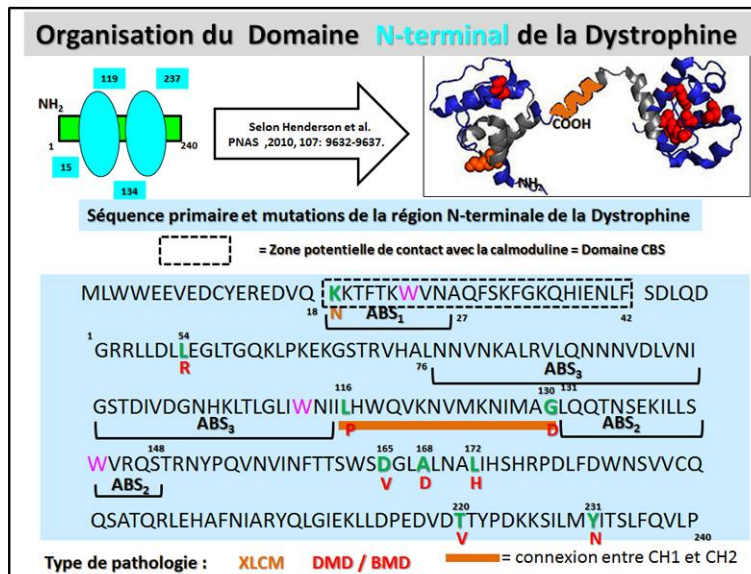 Organisation du Domaine N-terminal de la Dystrophine
119
237
NH2
1
240
15
134
Selon Henderson et al.
PNAS ,2010, 107: 9632-9637.
COOH
NH2
Séquence primaire et mutations de la région N-terminale de la Dystrophine
= Zone potentielle de contact avec la calmoduline = Domaine CBS
MLWWEEVEDCYEREDVQ KKTFTKWVNAQFSKFGKQHIENLF SDLQD
18 N ABS1 27 42
1 54
GRRLLDLLEGLTGQKLPKEKGSTRVHALNNVNKALRVLQNNNVDLVNI
R 76 ABS3
116 130 131
GSTDIVDGNHKLTLGLIWNIILHWQVKNVMKNIMAGLQQTNSEKILLS
ABS3 P D ABS2
148 165 168 172
WVRQSTRNYPQVNVINFTTSWSDGLALNALIHSHRPDLFDWNSVVCQ
ABS2 V D H
220 231
QSATQRLEHAFNIARYQLGIEKLLDPEDVDTTYPDKKSILMYITSLFQVLP
V N 240
Type de pathologie : XLCM DMD / BMD = connexion entre CH1 et CH2